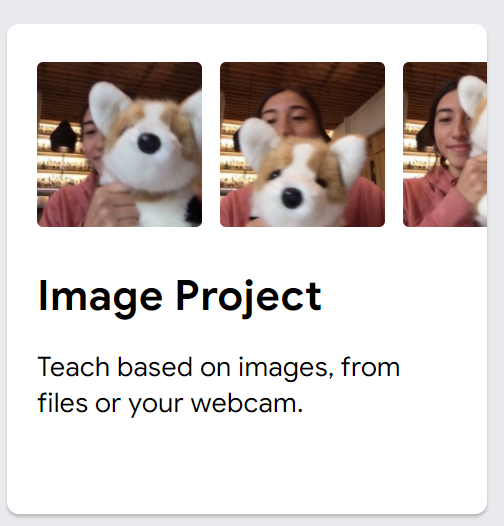 Image Project
Teach based on images, from
files or your webcam.